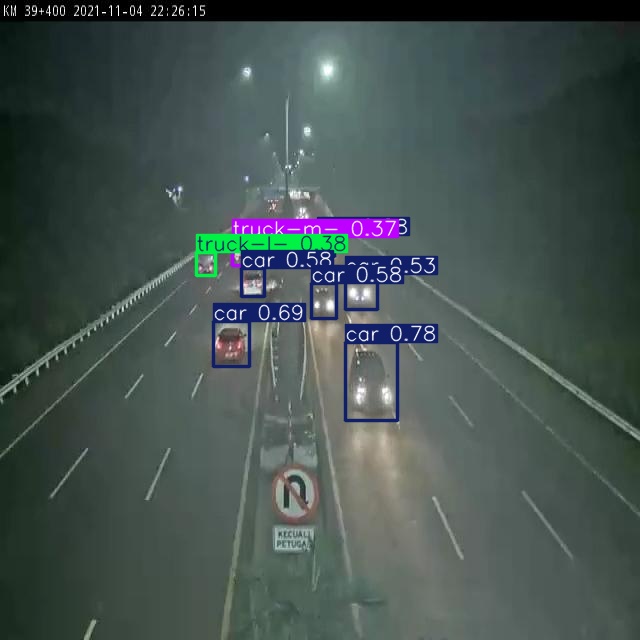 KM 39+400 2021-11-04 22:26:15
truck-m- 0.37
truck-l- 0.38
car 0.58
0.53
car 0.58
car 0.69
car 0.78
KECUALI
PETUGAS